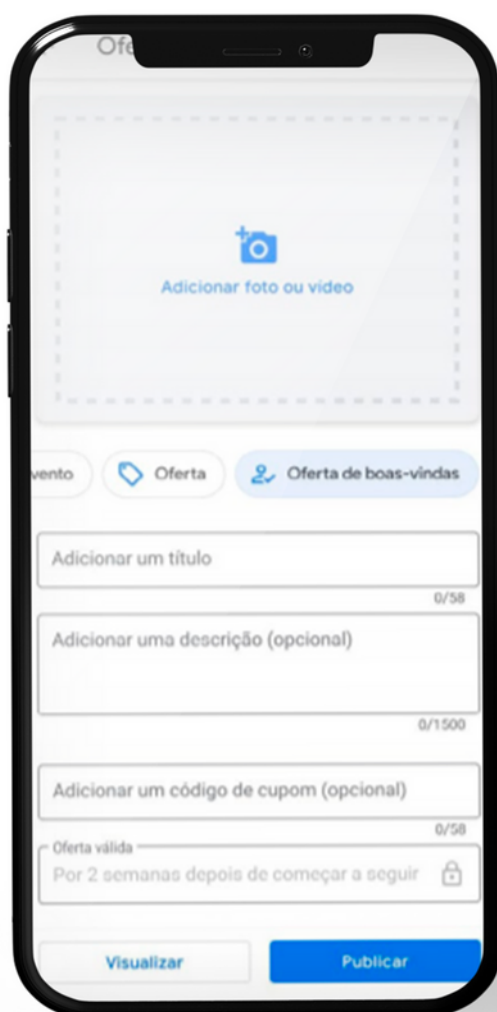 Ofe
Adicionar foto ou vídeo
vento
Oferta
Oferta de boas-vindas
Adicionar um título
0/58
Adicionar uma descrição (opcional)
0/1500
Adicionar um código de cupom (opcional)
0/58
Oferta válida
Por 2 semanas depois de começar a seguir
Visualizar
Publicar